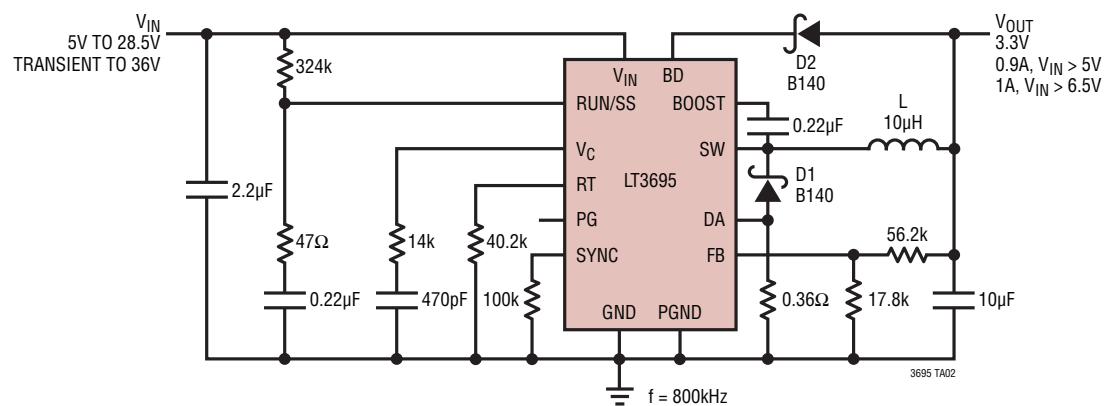 VIN
5V TO 28.5V
TRANSIENT TO 36V
324k
VIN
BD
D2
B140
VOUT
3.3V
0.9A, VIN > 5V
1A, VIN > 6.5V
RUN/SS
BOOST
0.22µF
L
10µH
VC
SW
LT3695
D1
B140
2.2µF
RT
PG
DA
47Ω
14k
40.2k
SYNC
FB
56.2k
0.22µF
470pF
100k
0.36Ω
17.8k
10µF
GND
PGND
3695 TA02
f = 800kHz